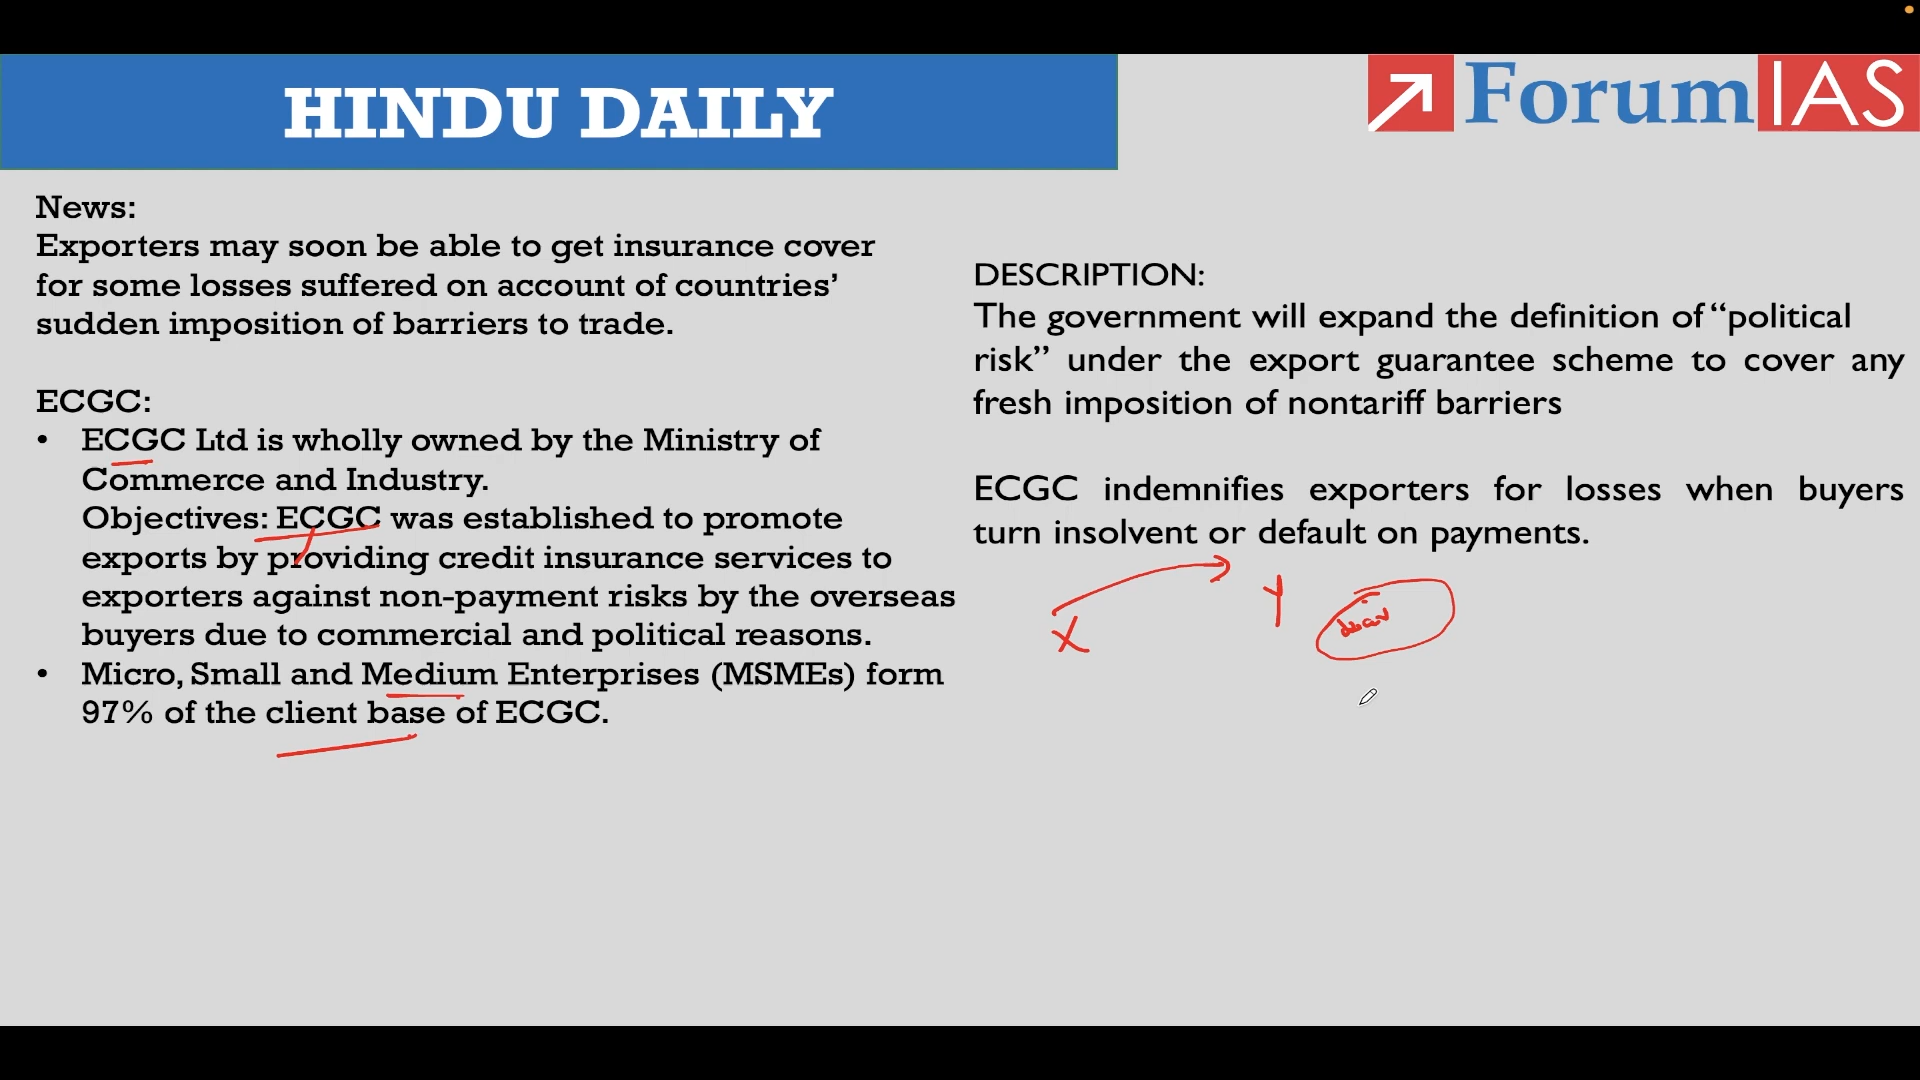 HINDU DAILY
ForumIAS
News:
Exporters may soon be able to get insurance cover
for some losses suffered on account of countries’
sudden imposition of barriers to trade.
ECGC:
• ECGC Ltd is wholly owned by the Ministry of
Commerce and Industry.
Objectives: ECGC was established to promote
exports by providing credit insurance services to
exporters against non-payment risks by the overseas
buyers due to commercial and political reasons.
• Micro, Small and Medium Enterprises (MSMEs) form
97% of the client base of ECGC.
DESCRIPTION:
The government will expand the definition of “political
risk” under the export guarantee scheme to cover any
fresh imposition of nontariff barriers
ECGC indemnifies exporters for losses when buyers
turn insolvent or default on payments.
X
Y